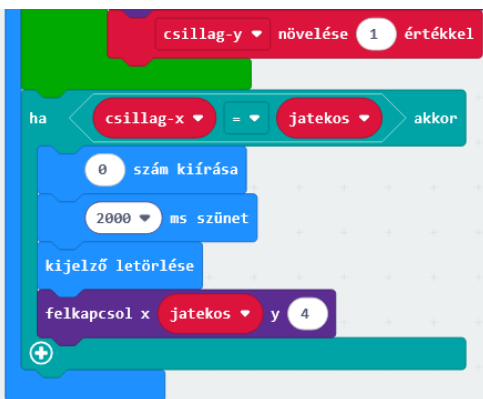 csillag-y növelése 1 értékkel
ha csillag-x = jatekos akkor
0 szám kiírása
2000 ms szünet
kijelző letörlése
felkapcsol x jatekos y 4